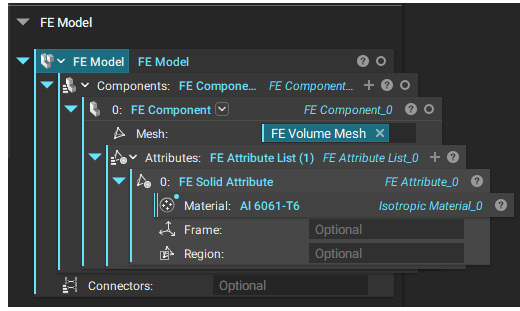 FE Model
FE Model FE Model
Components: FE Compone... FE Component...
0: FE Component FE Component_0
Mesh: FE Volume Mesh
Attributes: FE Attribute List (1) FE Attribute List_0
0: FE Solid Attribute FE Attribute_0
Material: Al 6061-T6 Isotropic Material_0
Frame: Optional
Region: Optional
Connectors: Optional